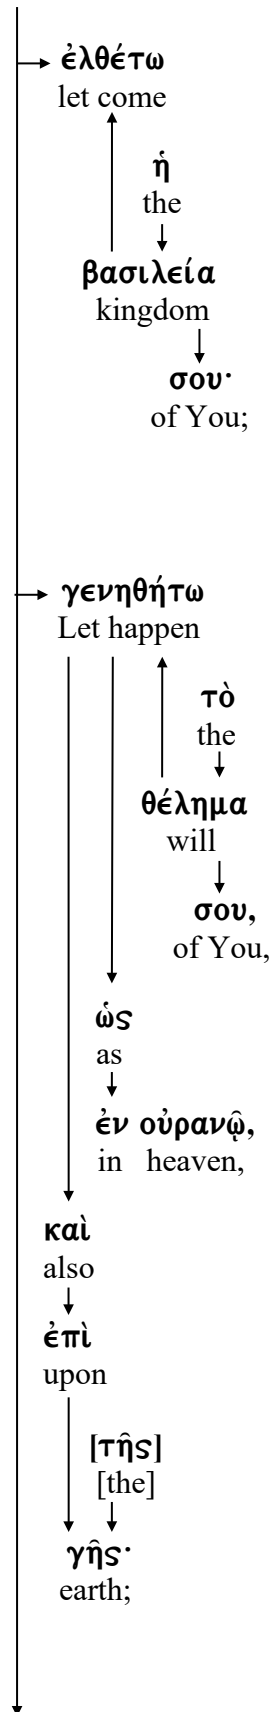 ἐλθέτω
let come
ἡ
the
βασιλεία
kingdom
σου·
of You;
γενηθήτω
Let happen
τὸ
the
θέλημα
will
σου,
of You,
ὡς
as
ἐν οὐρανῷ,
in heaven,
καὶ
also
ἐπὶ
upon
[τῆς]
[the]
γῆς·
earth;